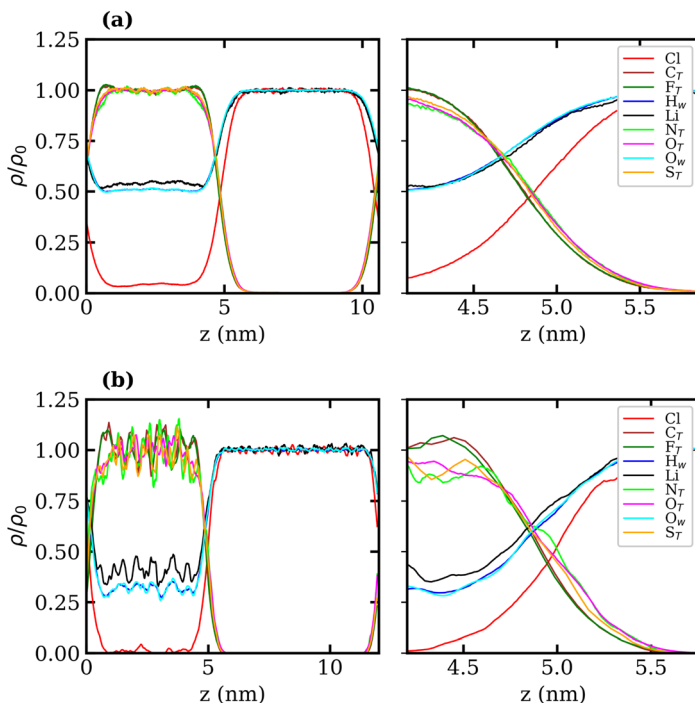 (a)
1.25
1.00
0.75
0.50
0.25
0.00
ρ/ρ0
0 5 10
z (nm)
Cl
CT
FT
Hw
Li
NT
OT
Ow
ST
4.5 5.0 5.5
z (nm)
(b)
1.25
1.00
0.75
0.50
0.25
0.00
ρ/ρ0
0 5 10
z (nm)
Cl
CT
FT
Hw
Li
NT
OT
Ow
ST
4.5 5.0 5.5
z (nm)